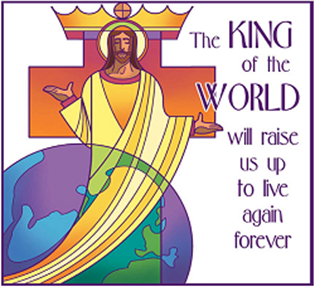 The KING
of the
WORLD
will raise
us up
to live
again
forever